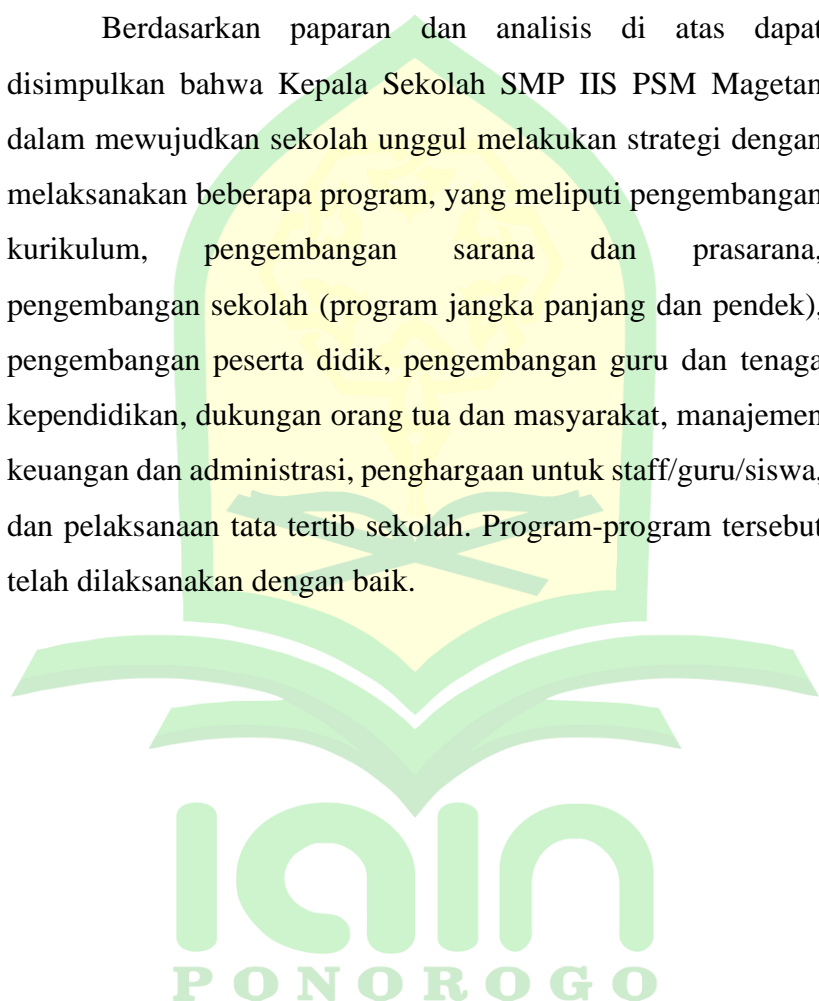 Berdasarkan paparan dan analisis di atas dapat
disimpulkan bahwa Kepala Sekolah SMP IIS PSM Magetan
dalam mewujudkan sekolah unggul melakukan strategi dengan
melaksanakan beberapa program, yang meliputi pengembangan
kurikulum, pengembangan sarana dan prasarana,
pengembangan sekolah (program jangka panjang dan pendek),
pengembangan peserta didik, pengembangan guru dan tenaga
kependidikan, dukungan orang tua dan masyarakat, manajemen
keuangan dan administrasi, penghargaan untuk staff/guru/siswa,
dan pelaksanaan tata tertib sekolah. Program-program tersebut
telah dilaksanakan dengan baik.
iain
PONOROGO